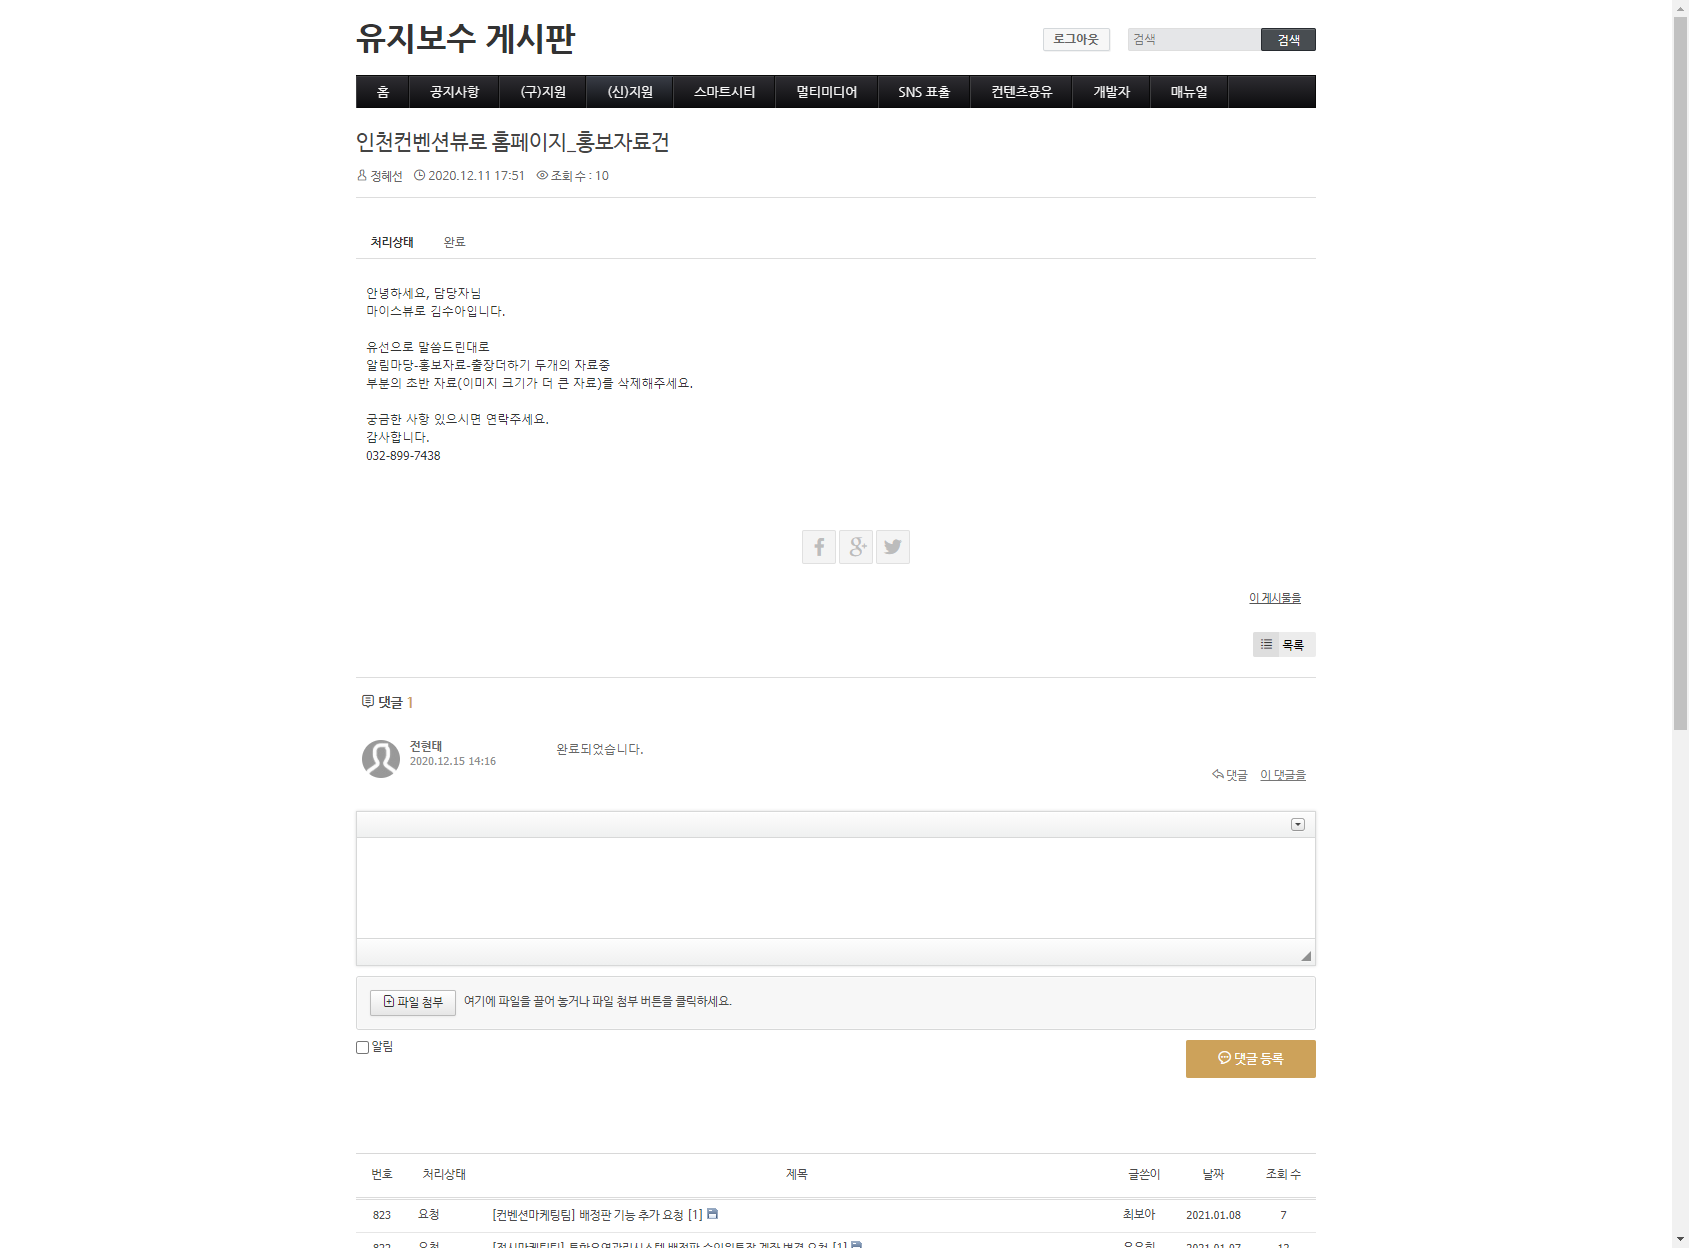 유지보수 게시판
로그아웃
검색
검색
홈 공지사항 (구)지원 (신)지원 스마트시티 멀티미디어 SNS 표출 컨텐츠공유 개발자 매뉴얼
인천컨벤션뷰로 홈페이지_홍보자료건
정혜선 2020.12.11 17:51 조회 수 : 10
처리상태 완료
안녕하세요, 담당자님
마이스뷰로 김수아입니다.
유선으로 말씀드린대로
알림마당-홍보자료-출장더하기 두개의 자료중
부분의 초반 자료(이미지 크기가 더 큰 자료)를 삭제해주세요.
궁금한 사항 있으시면 연락주세요.
감사합니다.
032-899-7438
이 게시물을
목록
댓글 1
전현태
2020.12.15 14:16
완료되었습니다.
댓글 이 댓글을
파일 첨부 여기에 파일을 끌어 놓거나 파일 첨부 버튼을 클릭하세요.
알림
댓글 등록
번호 처리상태 제목 글쓴이 날짜 조회 수
823 요청 [컨벤션마케팅팀] 배정판 기능 추가 요청 [1] 최보아 2021.01.08 7